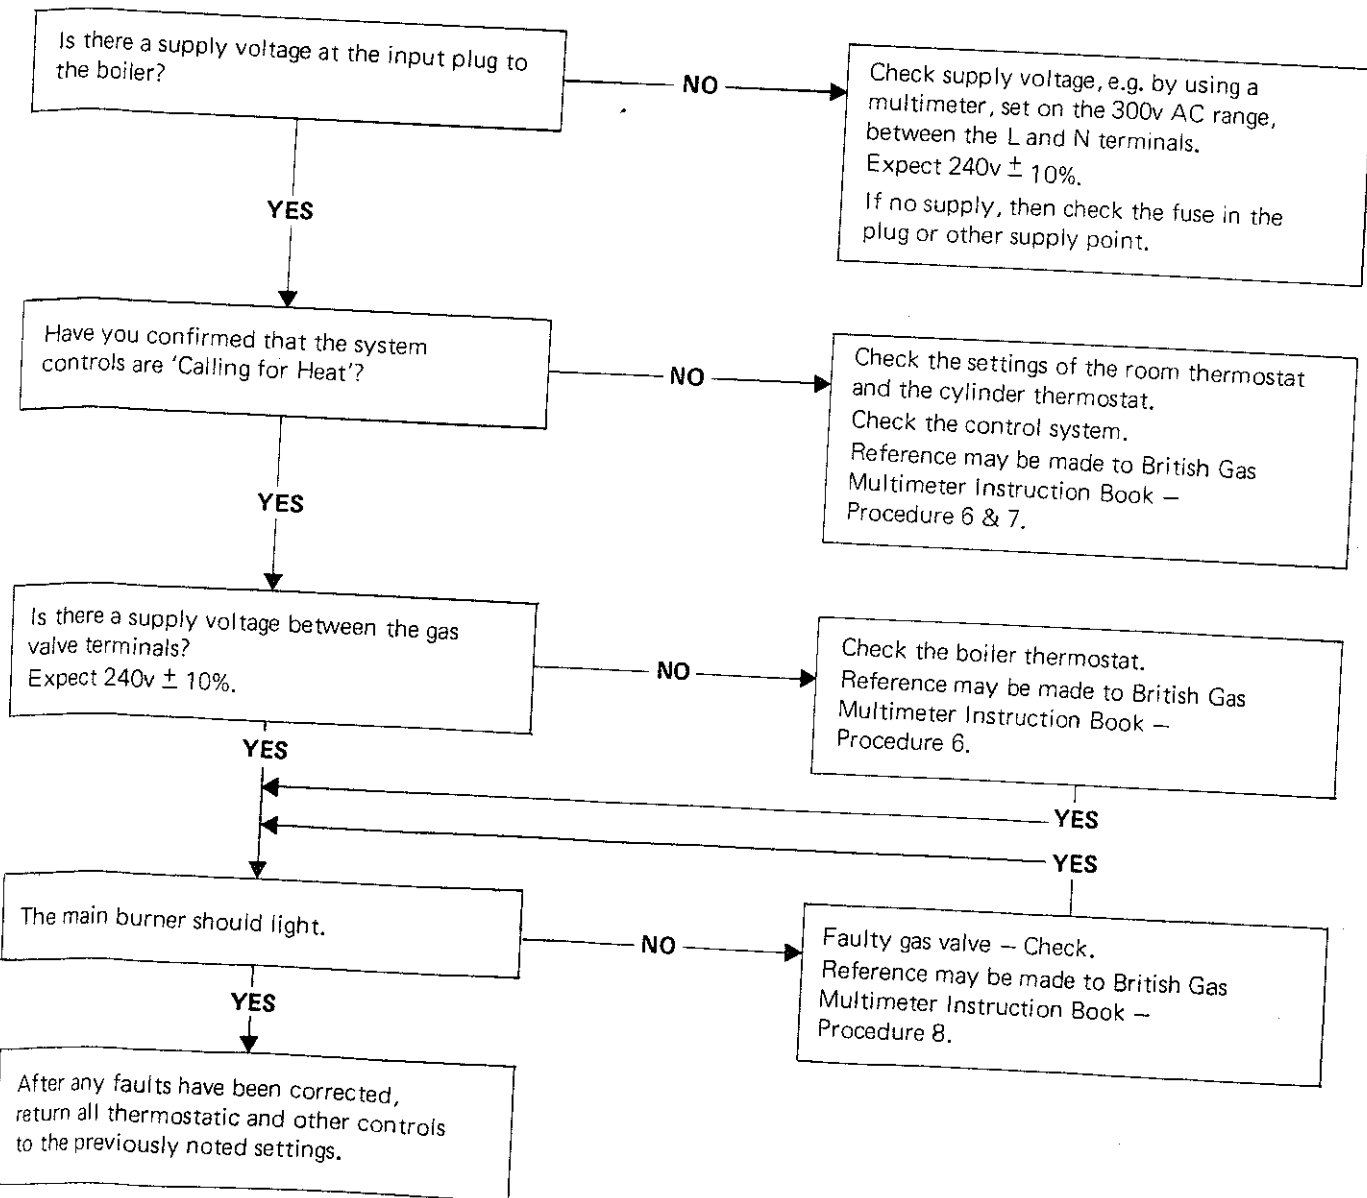 Is there a supply voltage at the input plug to
the boiler?
NO
Check supply voltage, e.g. by using a
multimeter, set on the 300v AC range,
between the L and N terminals.
Expect 240v ± 10%.
If no supply, then check the fuse in the
plug or other supply point.
YES
Have you confirmed that the system
controls are ‘Calling for Heat’?
NO
Check the settings of the room thermostat
and the cylinder thermostat.
Check the control system.
Reference may be made to British Gas
Multimeter Instruction Book –
Procedure 6 & 7.
YES
Is there a supply voltage between the gas
valve terminals?
Expect 240v ± 10%.
NO
Check the boiler thermostat.
Reference may be made to British Gas
Multimeter Instruction Book –
Procedure 6.
YES
YES
YES
The main burner should light.
NO
Faulty gas valve – Check.
Reference may be made to British Gas
Multimeter Instruction Book –
Procedure 8.
YES
After any faults have been corrected,
return all thermostatic and other controls
to the previously noted settings.